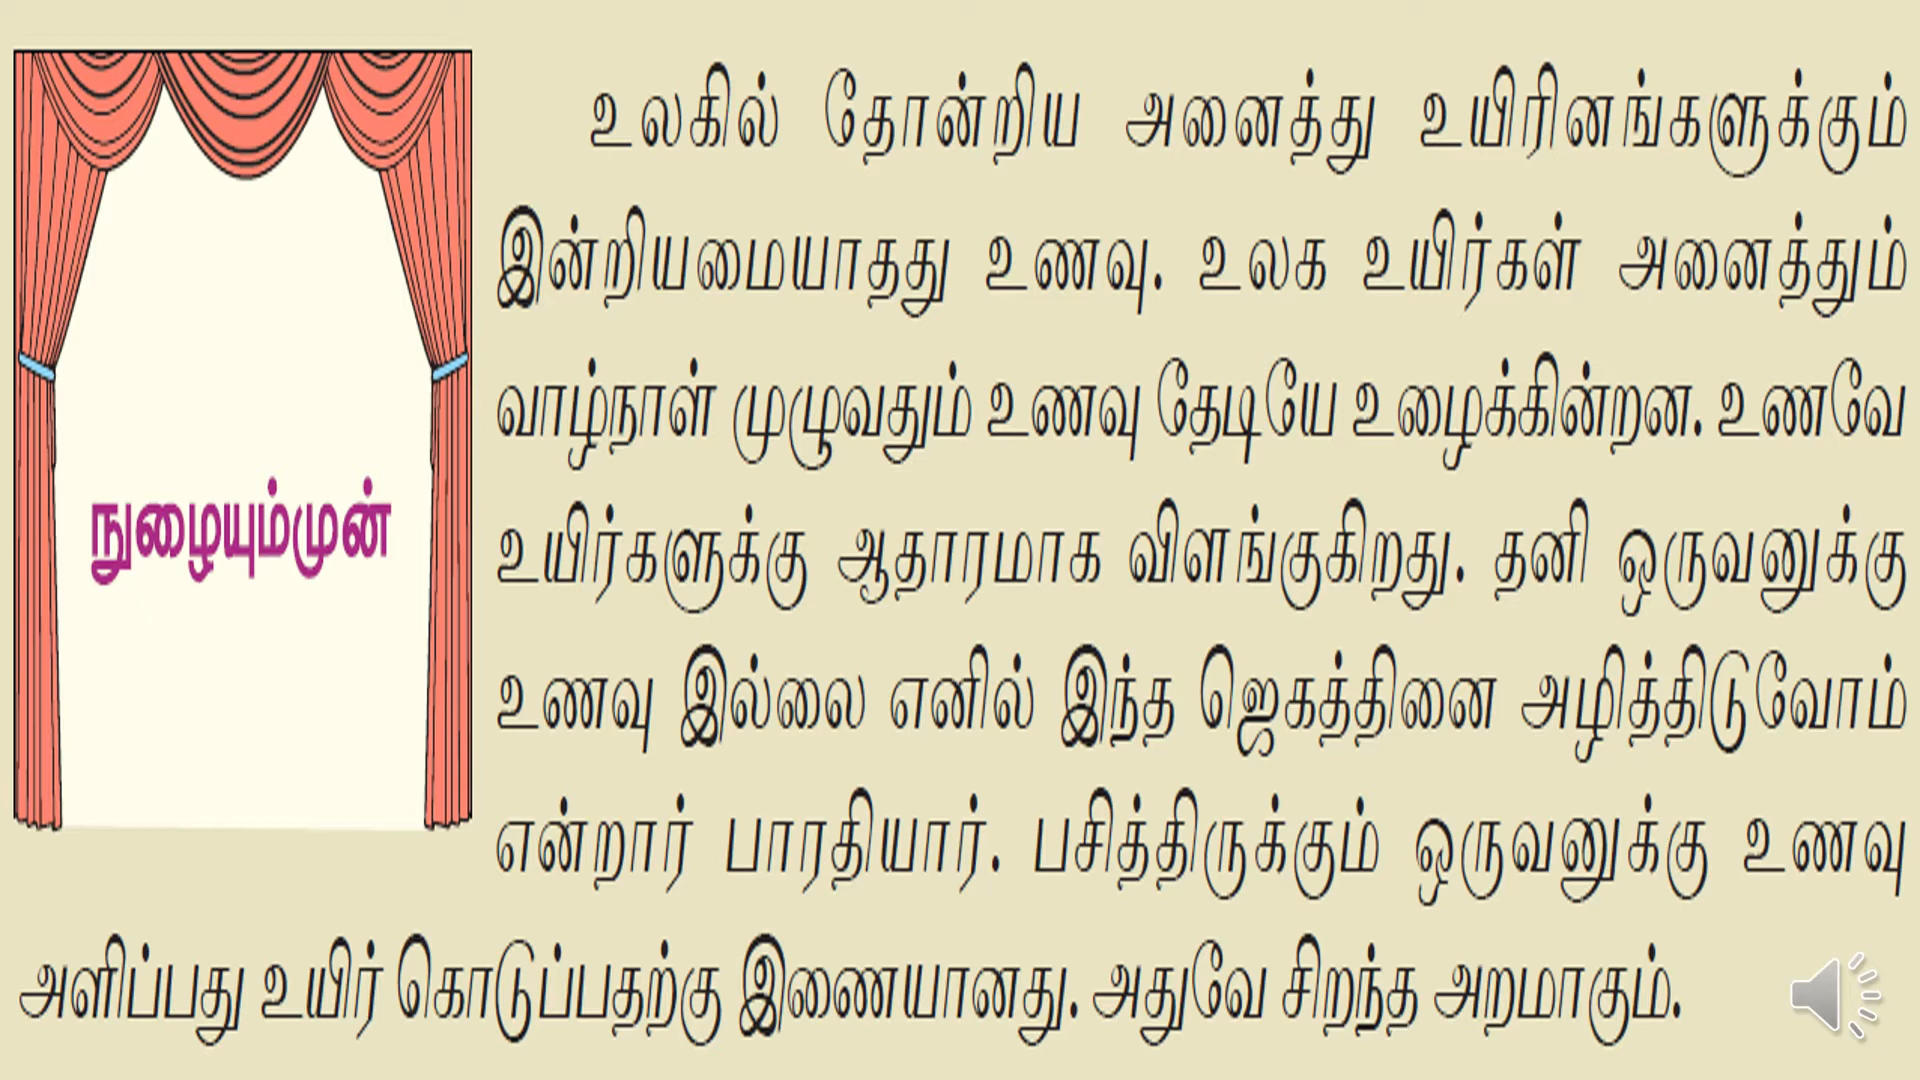 நுழையும்முன்
உலகில் தோன்றிய அனைத்து உயிரினங்களுக்கும்
இன்றியமையாதது உணவு. உலக உயிர்கள் அனைத்தும்
வாழ்நாள் முழுவதும் உணவு தேடியே உழைக்கின்றன. உணவே
உயிர்களுக்கு ஆதாரமாக விளங்குகிறது. தனி ஒருவனுக்கு
உணவு இல்லை எனில் இந்த ஜெகத்தினை அழித்திடுவோம்
என்றார் பாரதியார். பசித்திருக்கும் ஒருவனுக்கு உணவு
அளிப்பது உயிர் கொடுப்பதற்கு இணையானது. அதுவே சிறந்த அறமாகும்.